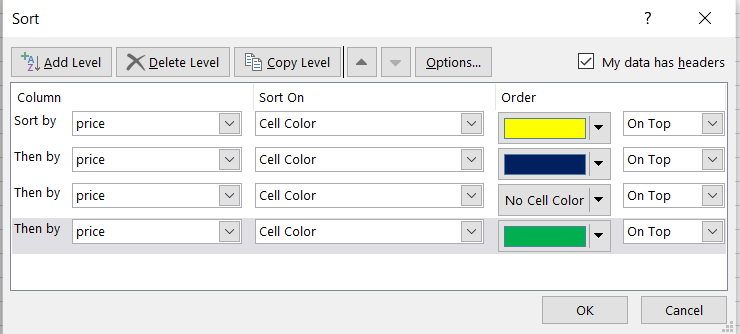 Sort ?
Add Level Delete Level Copy Level Options... My data has headers
Column Sort On Order
Sort by price Cell Color On Top
Then by price Cell Color On Top
Then by price Cell Color No Cell Color On Top
Then by price Cell Color On Top
OK Cancel